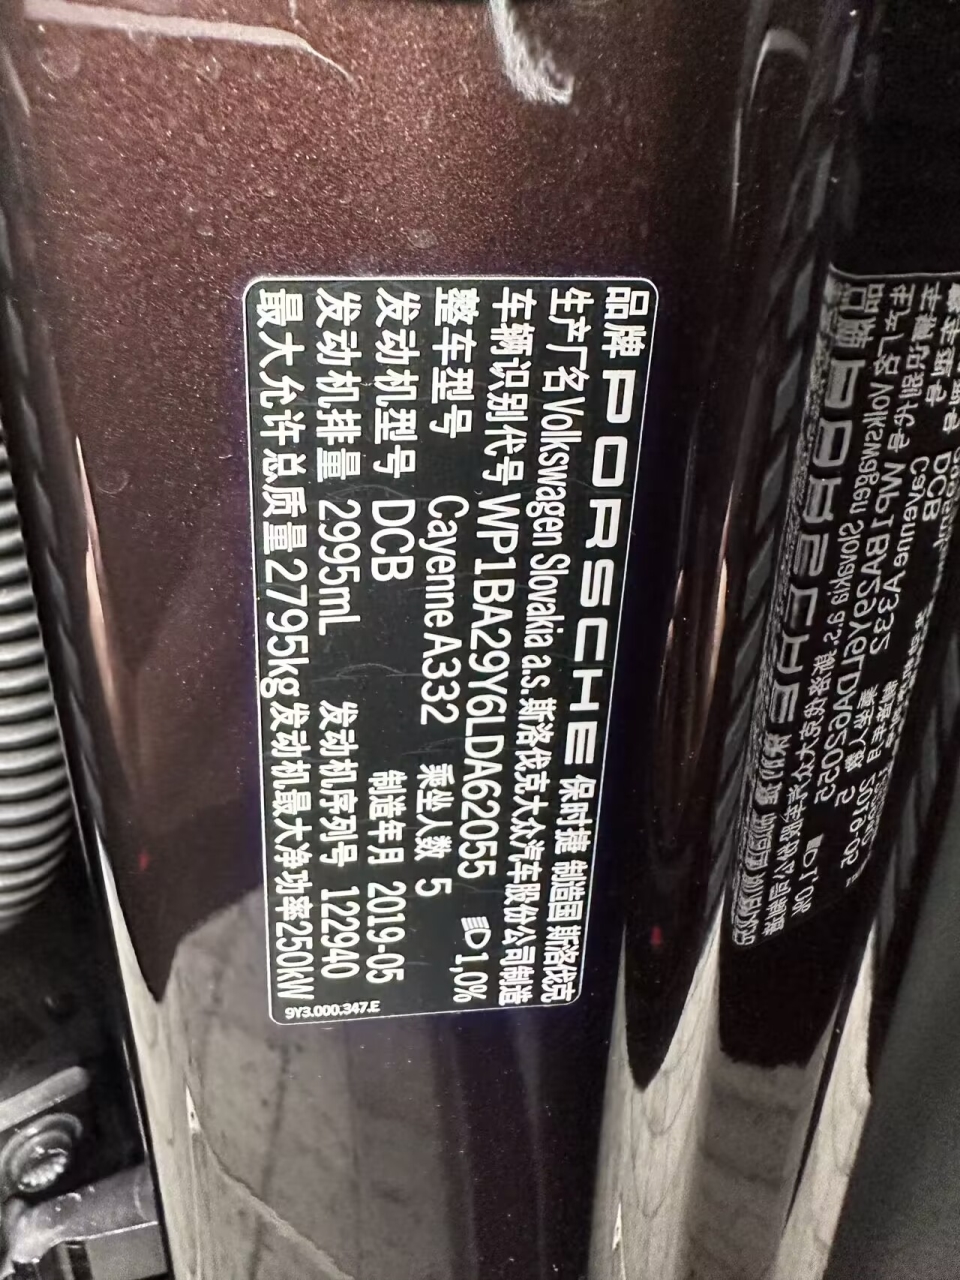 品牌 PORSCHE 保时捷 制造国 斯洛伐克
生产厂名 Volkswagen Slovakia a.s. 斯洛伐克大众汽车股份公司制造
车辆识别代号 WP1BA29Y6LDA62055 1,0%
整车型号 Cayenne A332 乘坐人数 5
发动机型号 DCB 制造年月 2019-05
发动机排量 2995mL 发动机序列号 122940
最大允许总质量 2795kg 发动机最大净功率 250kW
9Y3.000.347.E